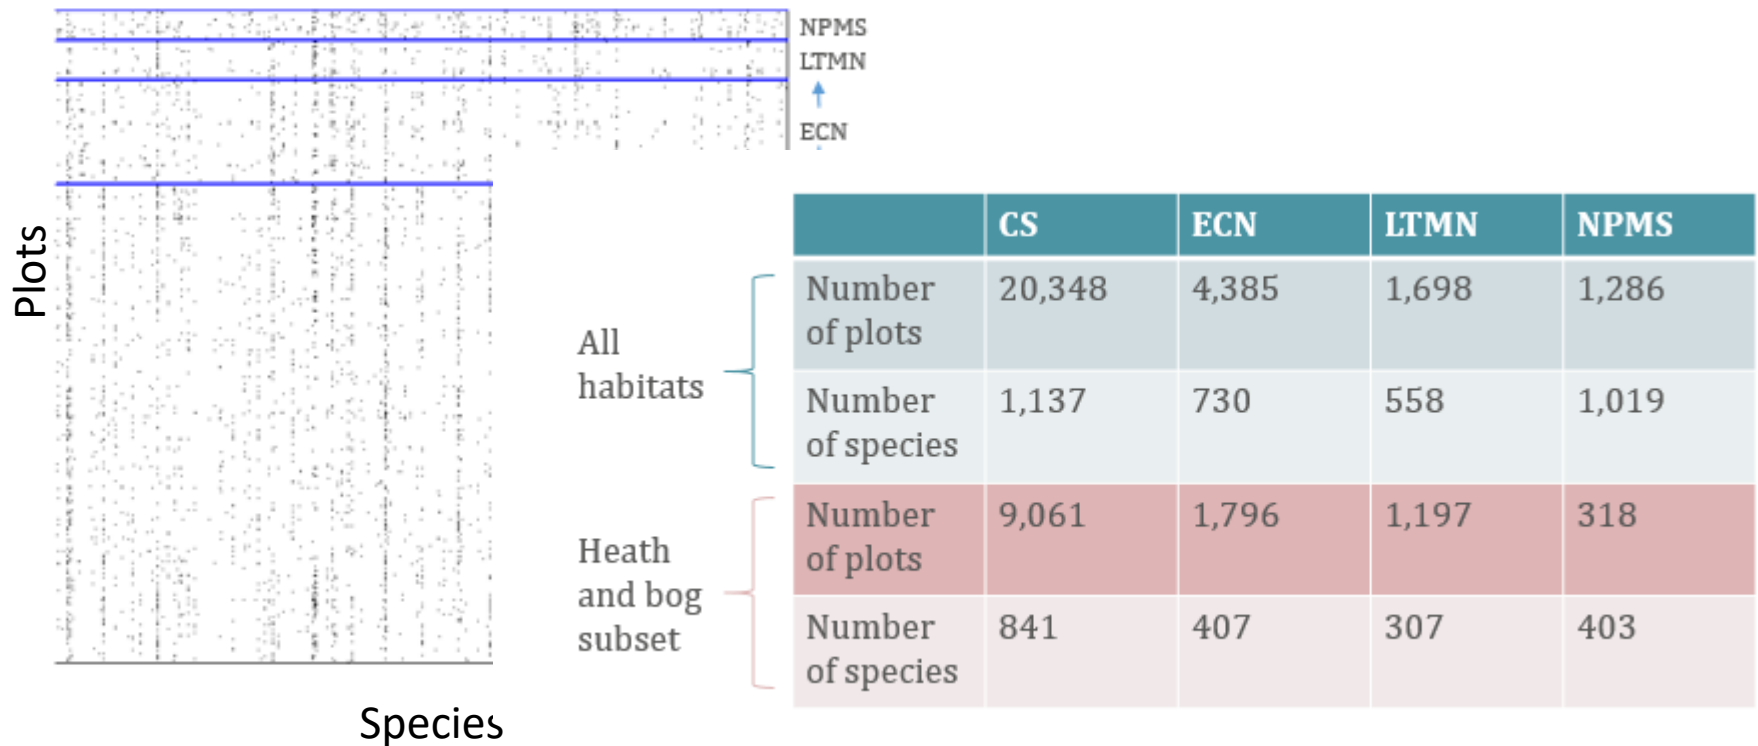 NPMS
LTMN
ECN
Plots
Species
CS ECN LTMN NPMS
All
habitats
Number
of plots
20,348 4,385 1,698 1,286
Number
of species
1,137 730 558 1,019
Heath
and bog
subset
Number
of plots
9,061 1,796 1,197 318
Number
of species
841 407 307 403